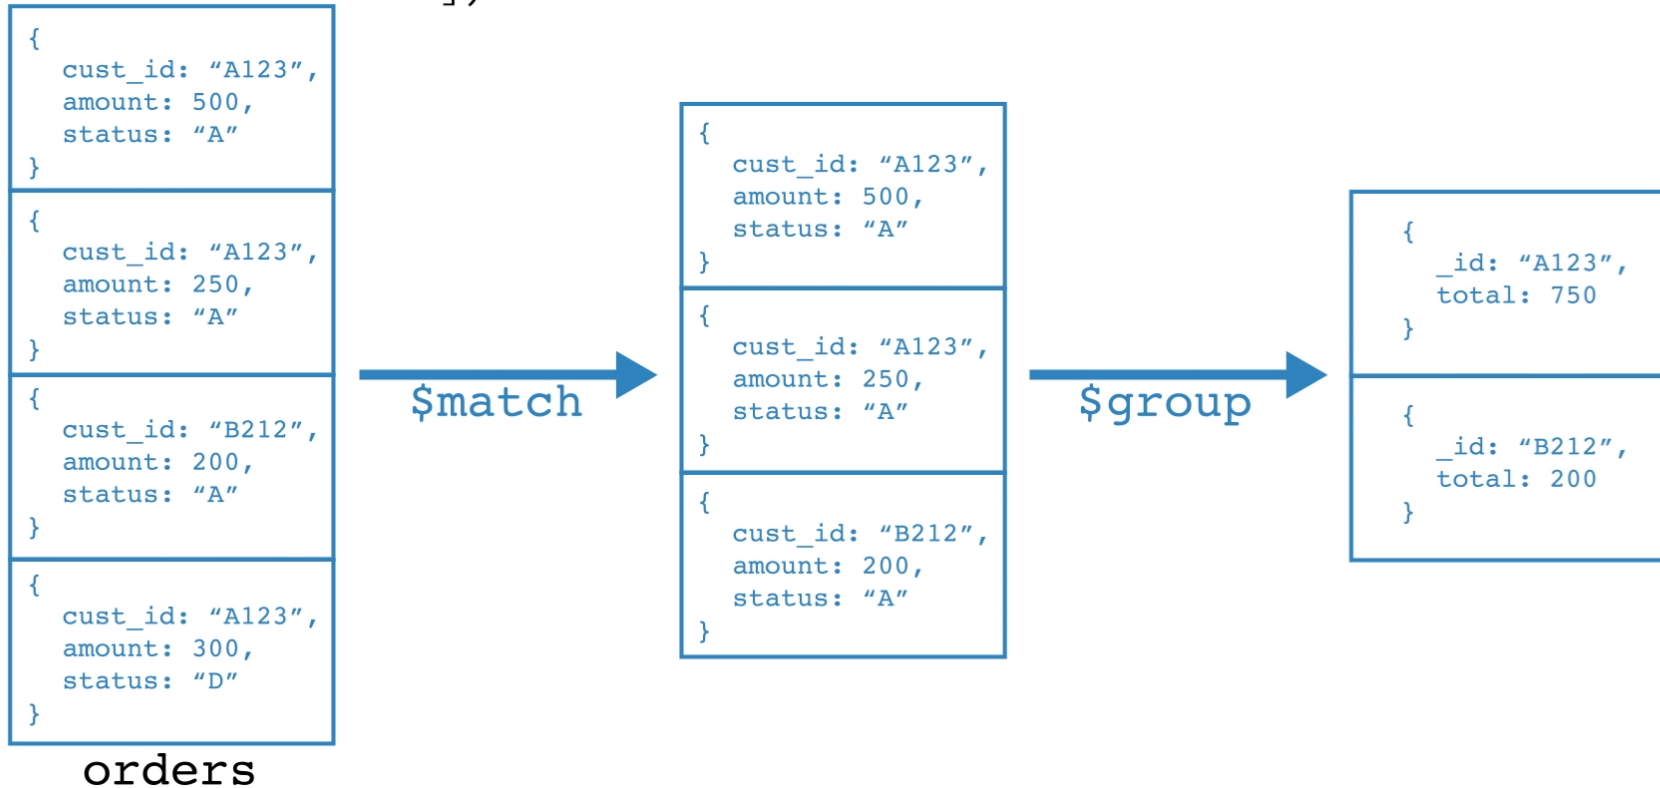 ] )
{
cust_id: “A123”,
amount: 500,
status: “A”
}
{
cust_id: “A123”,
amount: 250,
status: “A”
}
{
cust_id: “B212”,
amount: 200,
status: “A”
}
{
cust_id: “A123”,
amount: 300,
status: “D”
}
orders
$match
{
cust_id: “A123”,
amount: 500,
status: “A”
}
{
cust_id: “A123”,
amount: 250,
status: “A”
}
{
cust_id: “B212”,
amount: 200,
status: “A”
}
$group
{
_id: “A123”,
total: 750
}
{
_id: “B212”,
total: 200
}